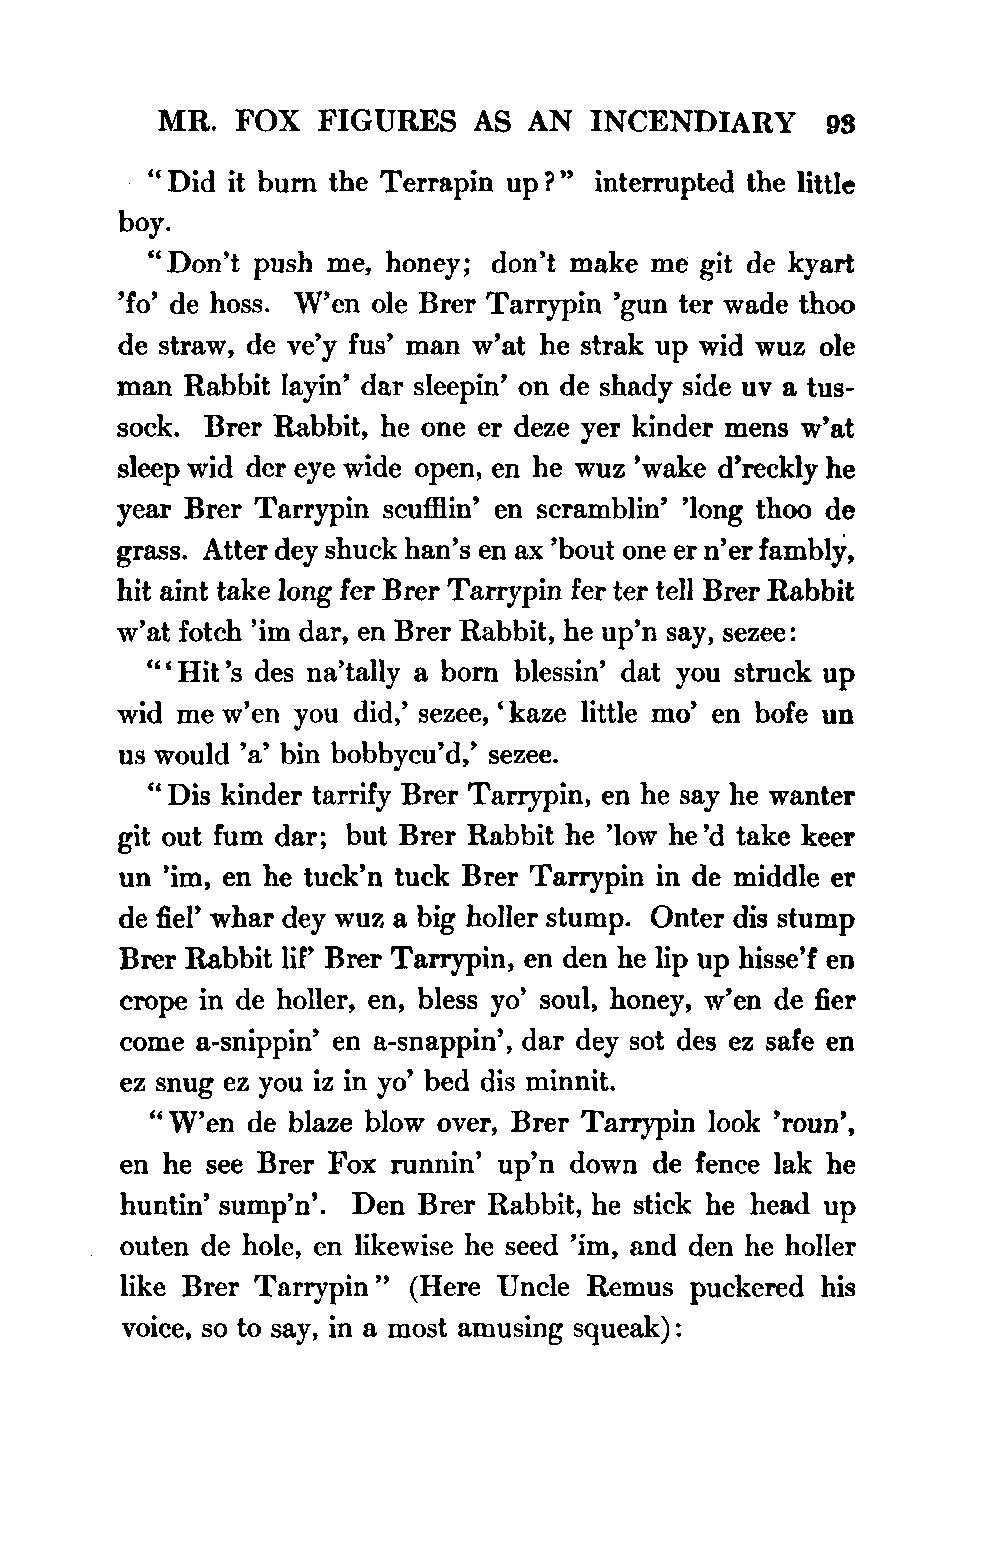 MR. FOX FIGURES AS AN INCENDIARY 93
"Did it burn the Terrapin up?" interrupted the little
boy.
"Don't push me, honey; don't make me git de kyart
'fo' de hoss. W'en ole Brer Tarrypin 'gun ter wade thoo
de straw, de ve'y fus' man w'at he strak up wid wuz ole
man Rabbit layin' dar sleepin' on de shady side uv a tus-
sock. Brer Rabbit, he one er deze yer kinder mens w'at
sleep wid der eye wide open, en he wuz 'wake d'reckly he
year Brer Tarrypin scufflin' en scramblin' 'long thoo de
grass. Atter dey shuck han's en ax 'bout one er n'er fambly,
hit aint take long fer Brer Tarrypin fer ter tell Brer Rabbit
w'at fotch 'im dar, en Brer Rabbit, he up'n say, sezee:
"'Hit's des na'tally a born blessin' dat you struck up
wid me w'en you did,' sezee, 'kaze little mo' en bofe un
us would 'a' bin bobbycu'd,' sezee.
"Dis kinder tarrify Brer Tarrypin, en he say he wanter
git out fum dar; but Brer Rabbit he 'low he'd take keer
un 'im, en he tuck'n tuck Brer Tarrypin in de middle er
de fiel' whar dey wuz a big holler stump. Onter dis stump
Brer Rabbit lif' Brer Tarrypin, en den he lip up hisse'f en
crope in de holler, en, bless yo' soul, honey, w'en de fier
come a-snippin' en a-snappin', dar dey sot des ez safe en
ez snug ez you iz in yo' bed dis minnit.
"W'en de blaze blow over, Brer Tarrypin look 'roun',
en he see Brer Fox runnin' up'n down de fence lak he
huntin' sump'n'. Den Brer Rabbit, he stick he head up
outen de hole, en likewise he seed 'im, and den he holler
like Brer Tarrypin" (Here Uncle Remus puckered his
voice, so to say, in a most amusing squeak):